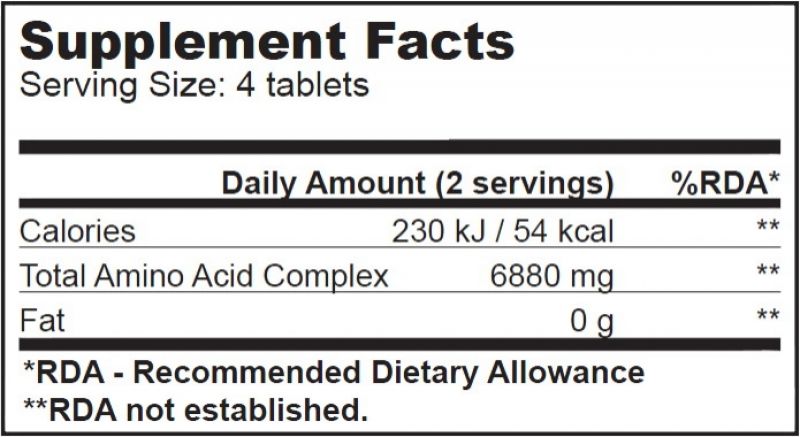 Supplement Facts
Serving Size: 4 tablets
Daily Amount (2 servings) %RDA*
Calories 230 kJ / 54 kcal **
Total Amino Acid Complex 6880 mg **
Fat 0 g **
*RDA - Recommended Dietary Allowance
**RDA not established.